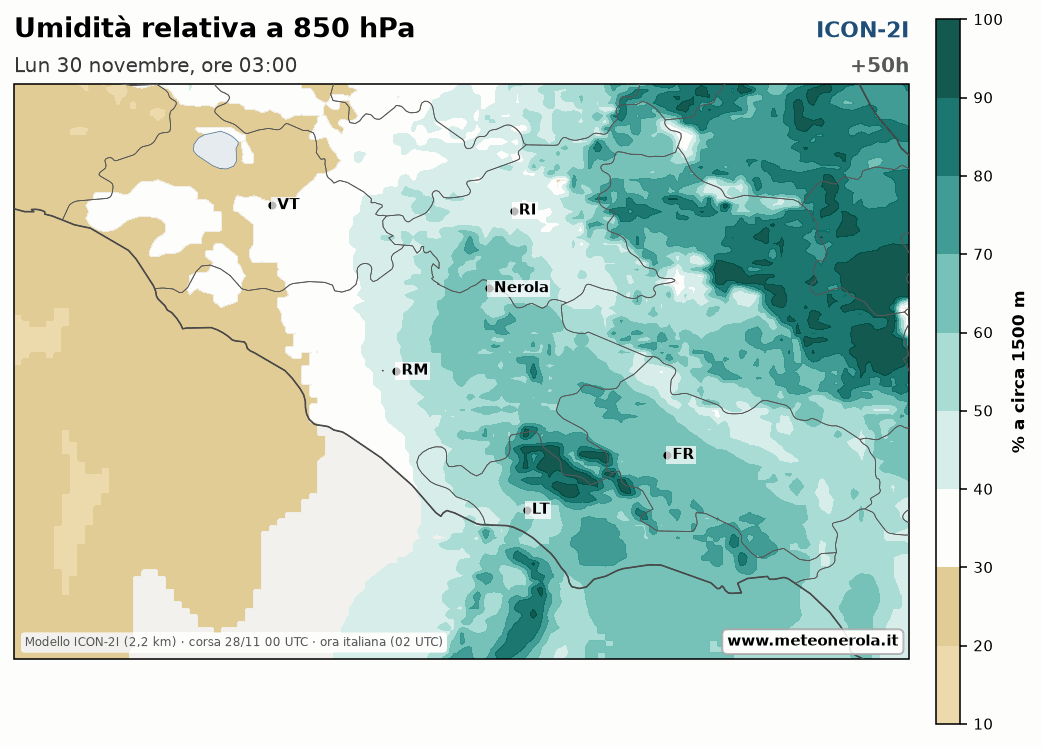 Umidità relativa a 850 hPa
ICON-2I
Lun 30 novembre, ore 03:00
+50h
100
90
80
70
60
50
40
30
20
10
% a circa 1500 m
VT
RI
Nerola
RM
FR
LT
Modello ICON-2I (2,2 km) · corsa 28/11 00 UTC · ora italiana (02 UTC)
www.meteonerola.it